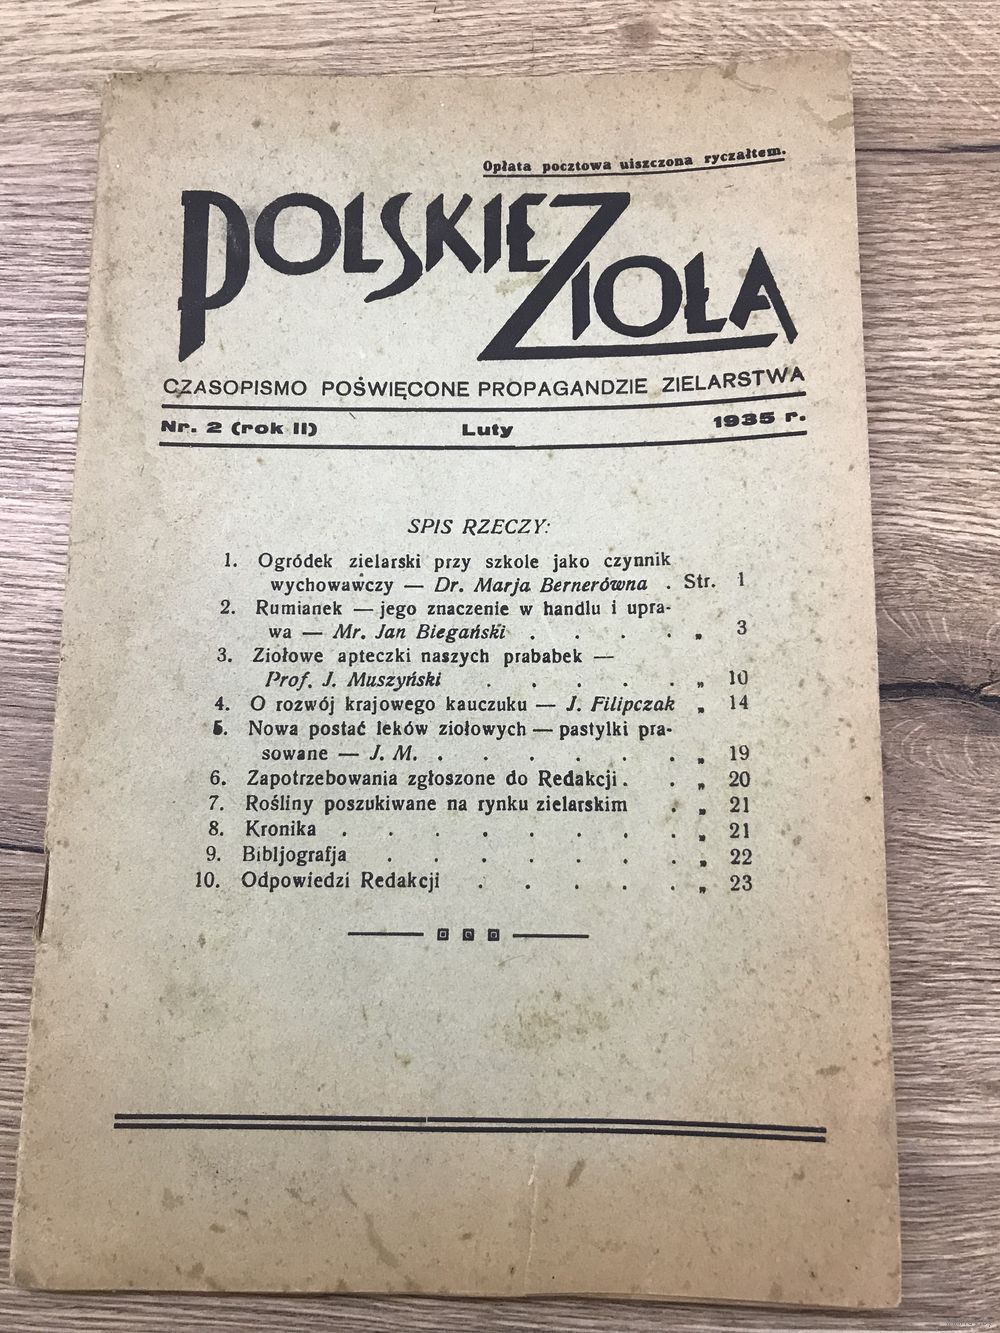 Opłata pocztowa uiszczona ryczałtem.
POLSKIE ZIOŁA
CZASOPISMO POŚWIĘCONE PROPAGANDZIE ZIELARSTWA
Nr. 2 (rok II) Luty 1935 r.
SPIS RZECZY:
1. Ogródek zielarski przy szkole jako czynnik
wychowawczy — Dr. Marja Bernerówna . Str. 1
2. Rumianek — jego znaczenie w handlu i upra-
wa — Mr. Jan Biegański . . . . „ 3
3. Ziołowe apteczki naszych prababek —
Prof. J. Muszyński . . . . . „ 10
4. O rozwój krajowego kauczuku — J. Filipczak „ 14
5. Nowa postać leków ziołowych — pastylki pra-
sowane — J. M. . . . . . . „ 19
6. Zapotrzebowania zgłoszone do Redakcji . . „ 20
7. Rośliny poszukiwane na rynku zielarskim . „ 21
8. Kronika . . . . . . . . „ 21
9. Bibljografja . . . . . . . „ 22
10. Odpowiedzi Redakcji . . . . . „ 23